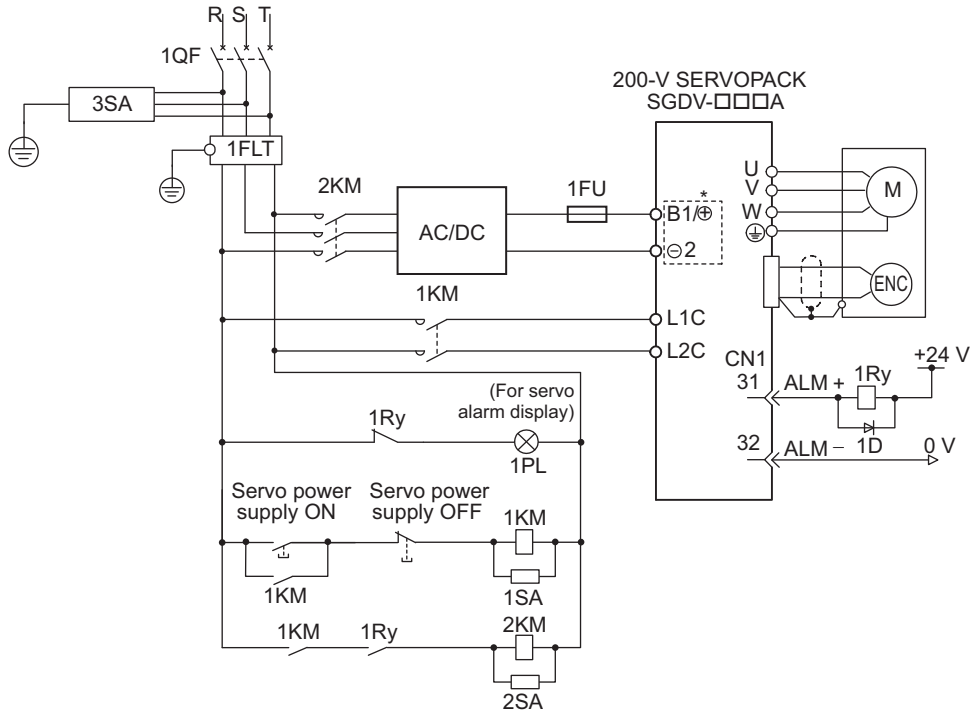 R S T
1QF
200-V SERVOPACK
SGDV-□□□A
3SA
1FLT
2KM
1FU
AC/DC
*
B1/⊕
⊖2
U
V
W
M
ENC
1KM
L1C
L2C
CN1
31
ALM +
1Ry
+24 V
1D
32
ALM −
0 V
(For servo
alarm display)
1Ry
1PL
Servo power
supply ON
Servo power
supply OFF
1KM
1KM
1SA
1KM
1Ry
2KM
2SA